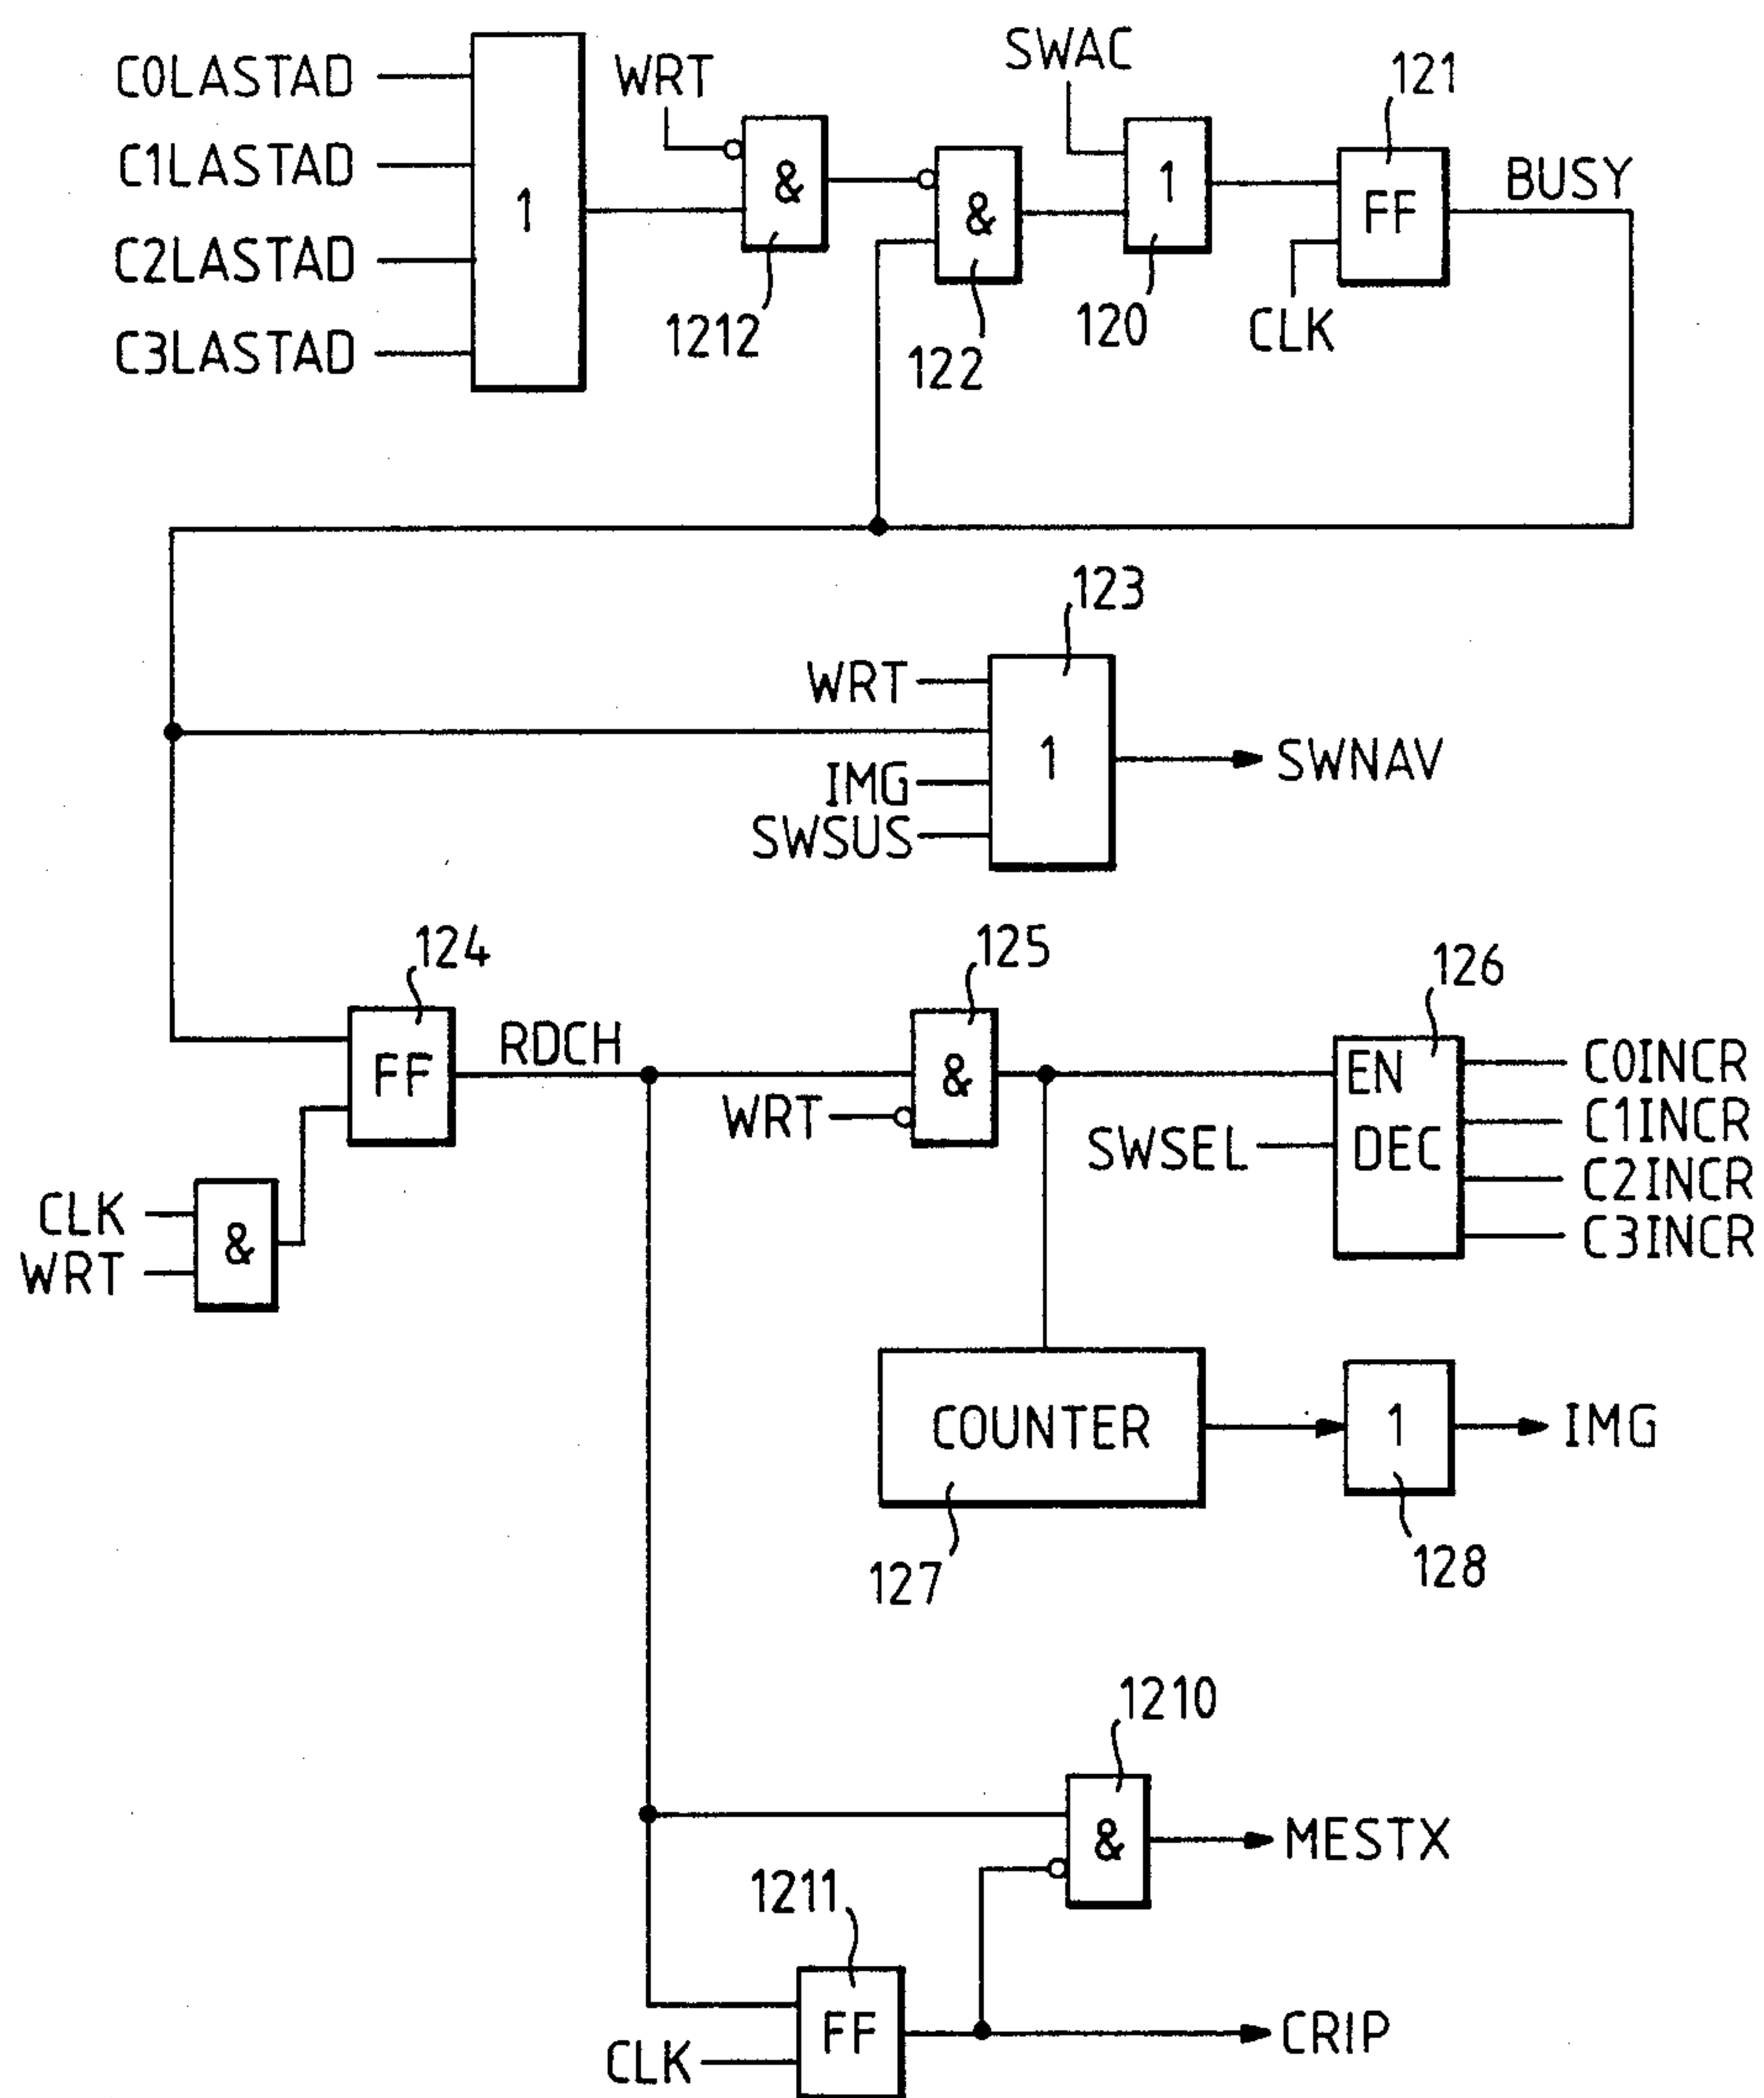 C0LASTAD
C1LASTAD
C2LASTAD
C3LASTAD
1
WRT
&
1212
&
122
SWAC
1
120
121
FF
CLK
BUSY
123
WRT
IMG
SWSUS
1
SWNAV
124
FF
RDCH
CLK
WRT
&
125
&
WRT
126
EN
DEC
SWSEL
C0INCR
C1INCR
C2INCR
C3INCR
COUNTER
127
1
128
IMG
1210
&
MESTX
1211
FF
CLK
CRIP